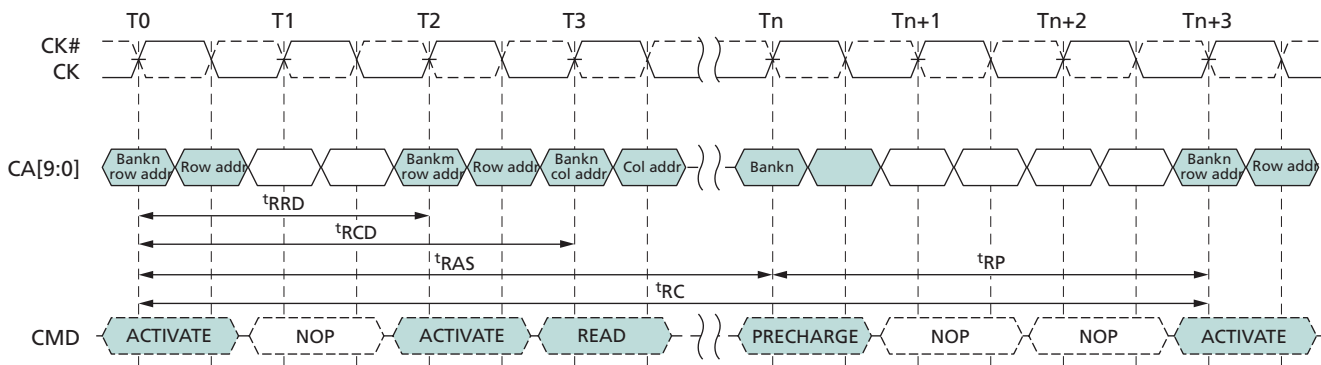 T0 T1 T2 T3 Tn Tn+1 Tn+2 Tn+3
CK#
CK
CA[9:0]
Bankn row addr
Row addr
Bankm row addr
Row addr
Bankn col addr
Col addr
Bankn
Bankn row addr
Row addr
tRRD
tRCD
tRAS
tRP
tRC
CMD
ACTIVATE
NOP
ACTIVATE
READ
PRECHARGE
NOP
NOP
ACTIVATE